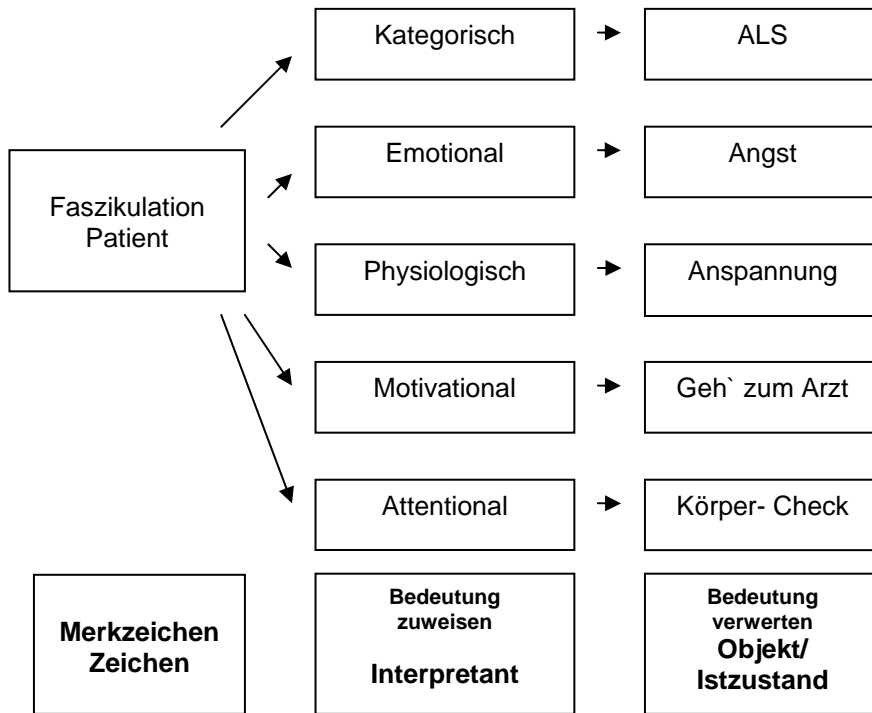 Kategorisch
ALS
Emotional
Angst
Faszikulation
Patient
Physiologisch
Anspannung
Motivational
Geh` zum Arzt
Attentional
Körper- Check
Merkzeichen
Zeichen
Bedeutung
zuweisen
Interpretant
Bedeutung
verwerten
Objekt/
Istzustand